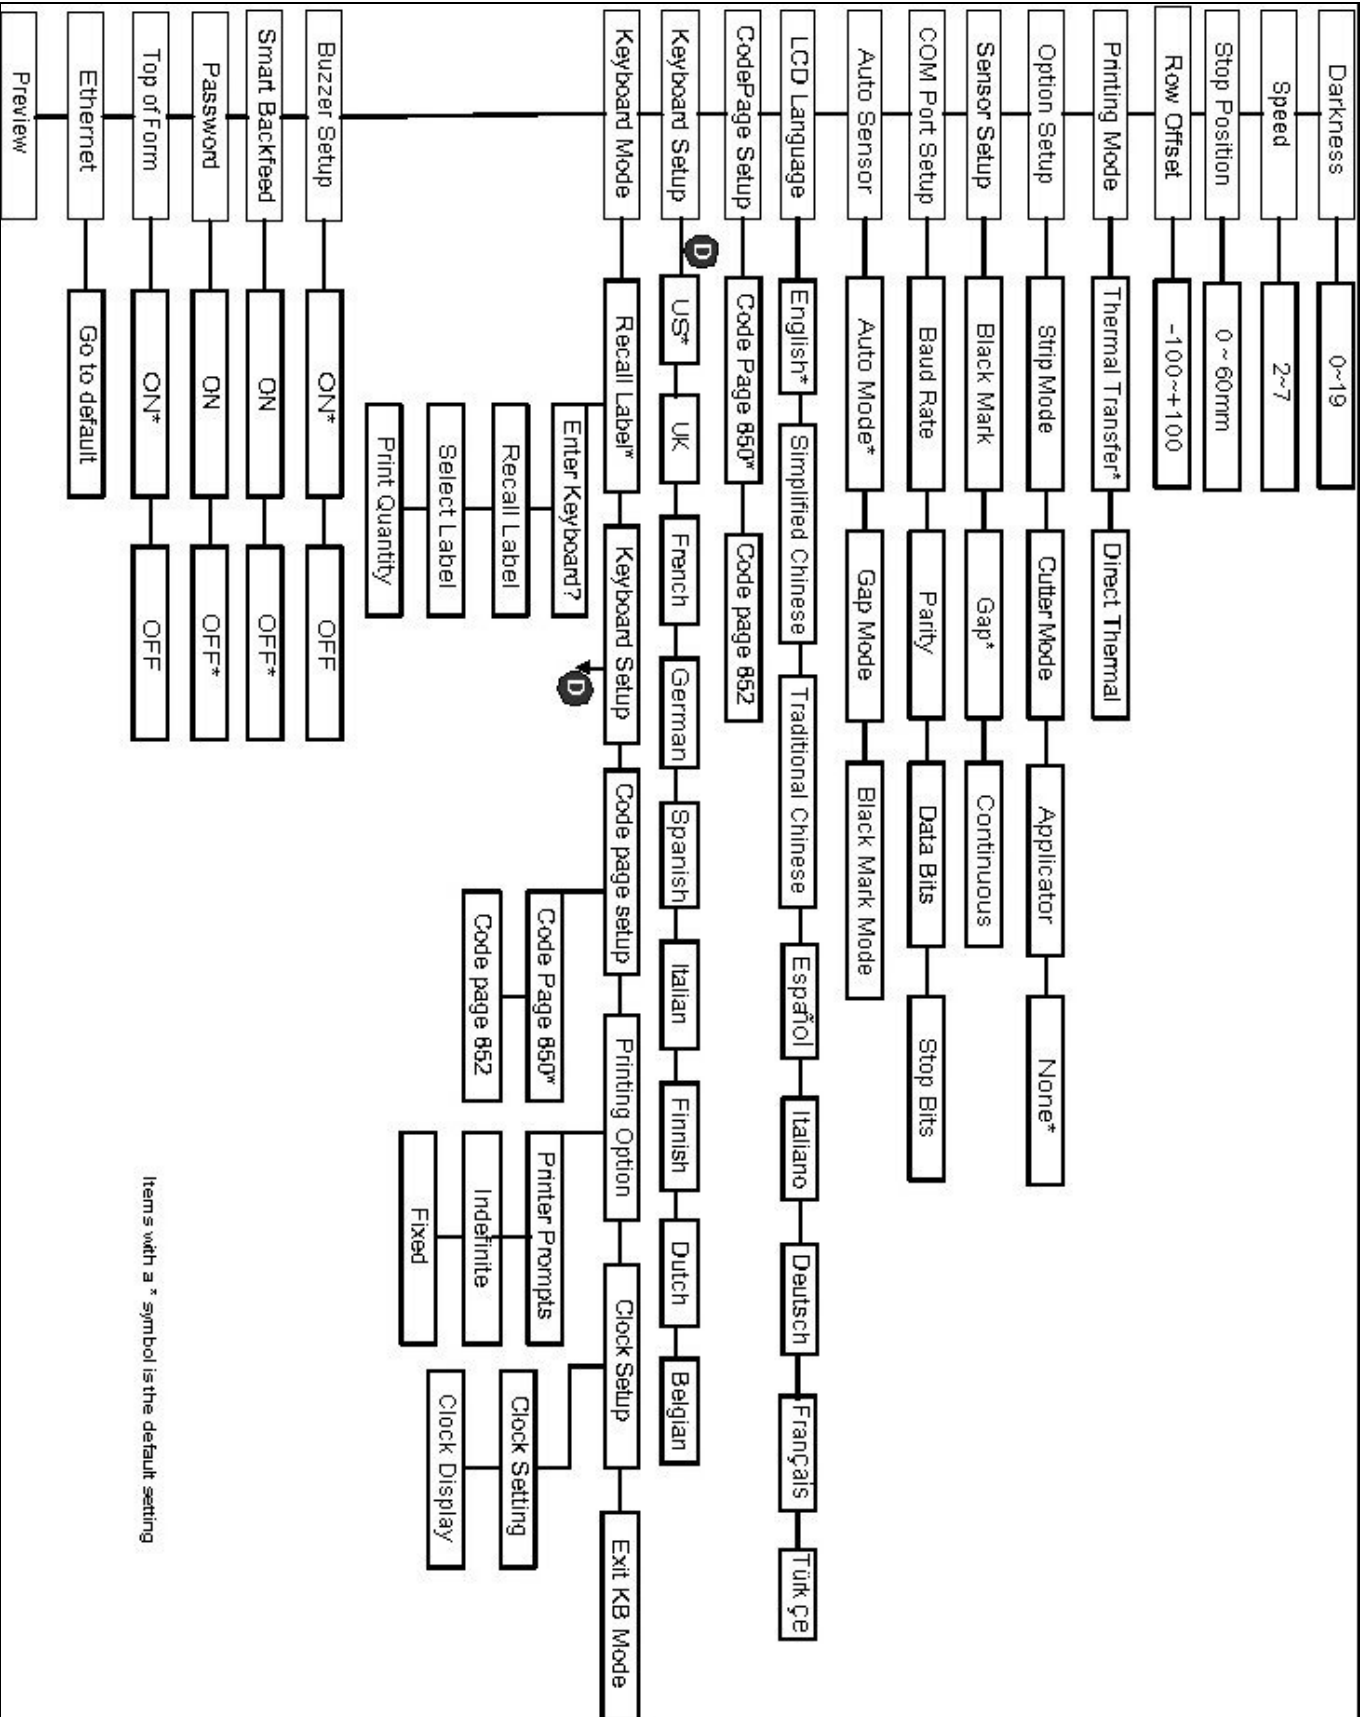 Darkness
0~19
Speed
2~7
Stop Position
0~60mm
Row Offset
-100~+100
Printing Mode
Thermal Transfer*
Direct Thermal
Option Setup
Strip Mode
Cutter Mode
Applicator
None*
Sensor Setup
Black Mark
Gap*
Continuous
COM Port Setup
Baud Rate
Parity
Data Bits
Stop Bits
Auto Sensor
Auto Mode*
Gap Mode
Black Mark Mode
LCD Language
English*
Simplified Chinese
Traditional Chinese
Español
Italiano
Deutsch
Français
Türkçe
CodePage Setup
Code Page 850*
Code page 852
Keyboard Setup
D
US*
UK
French
German
Spanish
Italian
Finnish
Dutch
Belgian
Keyboard Mode
Recall Label*
Keyboard Setup
Code page setup
Printing Option
Clock Setup
Exit KB Mode
Enter Keyboard?
Recall Label
Select Label
Print Quantity
D
Code Page 850*
Code page 852
Printer Prompts
Indefinite
Fixed
Clock Setting
Clock Display
Buzzer Setup
ON*
OFF
Smart Backfeed
ON
OFF*
Password
ON
OFF*
Top of Form
ON*
OFF
Ethernet
Go to default
Preview
Items with a * symbol is the default setting